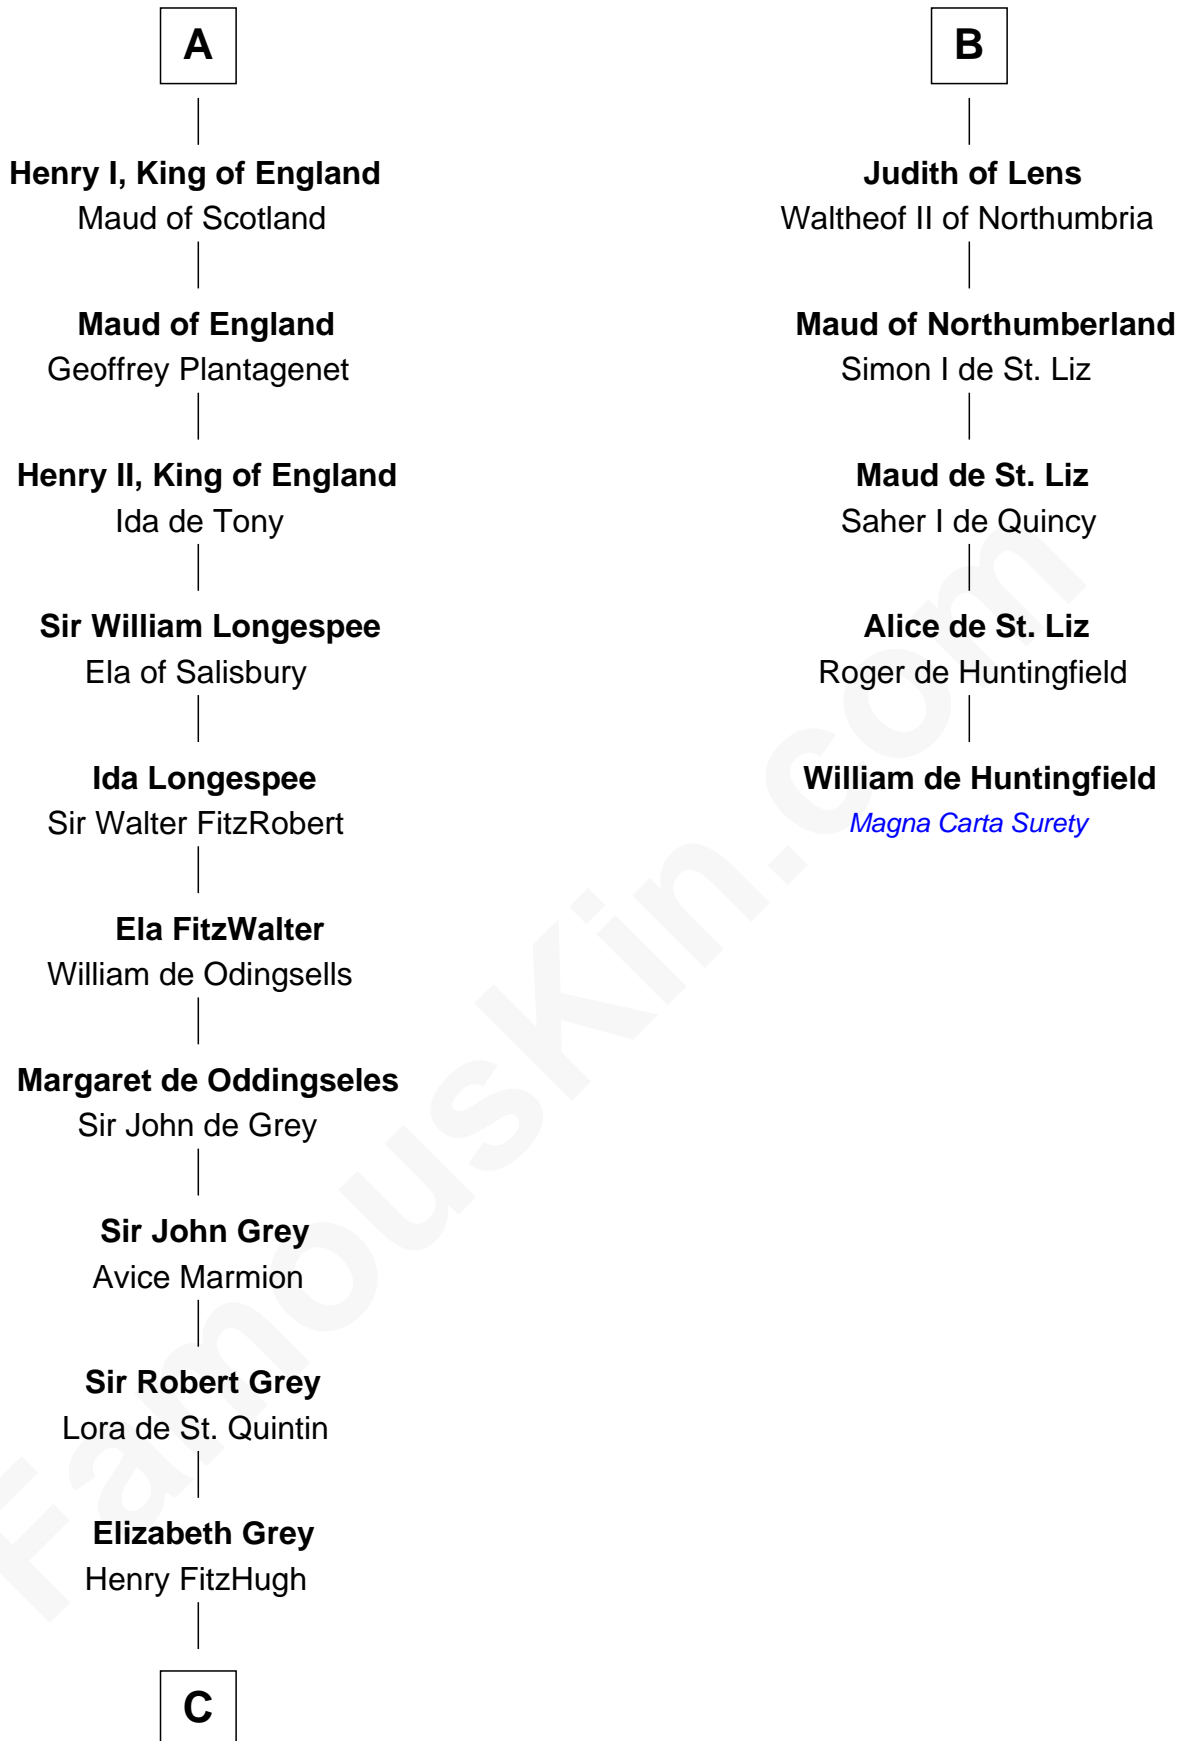 A
Henry I, King of England
Maud of Scotland
Maud of England
Geoffrey Plantagenet
Henry II, King of England
Ida de Tony
Sir William Longespee
Ela of Salisbury
Ida Longespee
Sir Walter FitzRobert
Ela FitzWalter
William de Odingsells
Margaret de Oddingseles
Sir John de Grey
Sir John Grey
Avice Marmion
Sir Robert Grey
Lora de St. Quintin
Elizabeth Grey
Henry FitzHugh
C
B
Judith of Lens
Waltheof II of Northumbria
Maud of Northumberland
Simon I de St. Liz
Maud de St. Liz
Saher I de Quincy
Alice de St. Liz
Roger de Huntingfield
William de Huntingfield
Magna Carta Surety
FamousKin.com